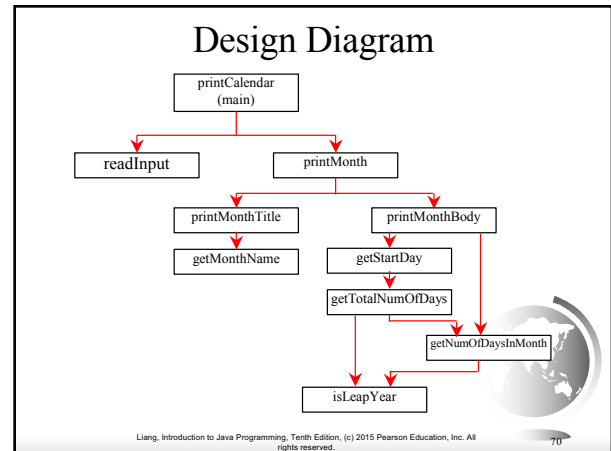 Design Diagram
printCalendar
(main)
readInput
printMonth
printMonthTitle
printMonthBody
getMonthName
getStartDay
getTotalNumOfDays
getNumOfDaysInMonth
isLeapYear
Liang, Introduction to Java Programming, Tenth Edition, (c) 2015 Pearson Education, Inc. All
rights reserved.
70